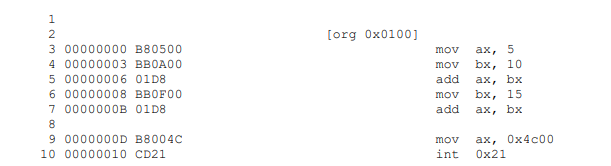 1
2 [org 0x0100]
3 00000000 B80500 mov ax, 5
4 00000003 BB0A00 mov bx, 10
5 00000006 01D8 add ax, bx
6 00000008 BB0F00 mov bx, 15
7 0000000B 01D8 add ax, bx
8
9 0000000D B8004C mov ax, 0x4c00
10 00000010 CD21 int 0x21